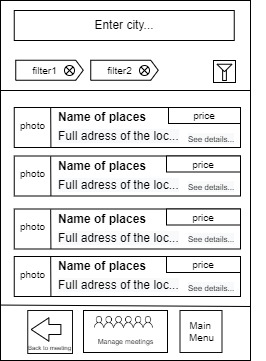 Enter city...
filter1 filter2
Name of places price
photo
Full adress of the loc... See details...
Name of places price
photo
Full adress of the loc... See details...
Name of places price
photo
Full adress of the loc... See details...
Name of places price
photo
Full adress of the loc... See details...
Back to meeting
Manage meetings
Main
Menu